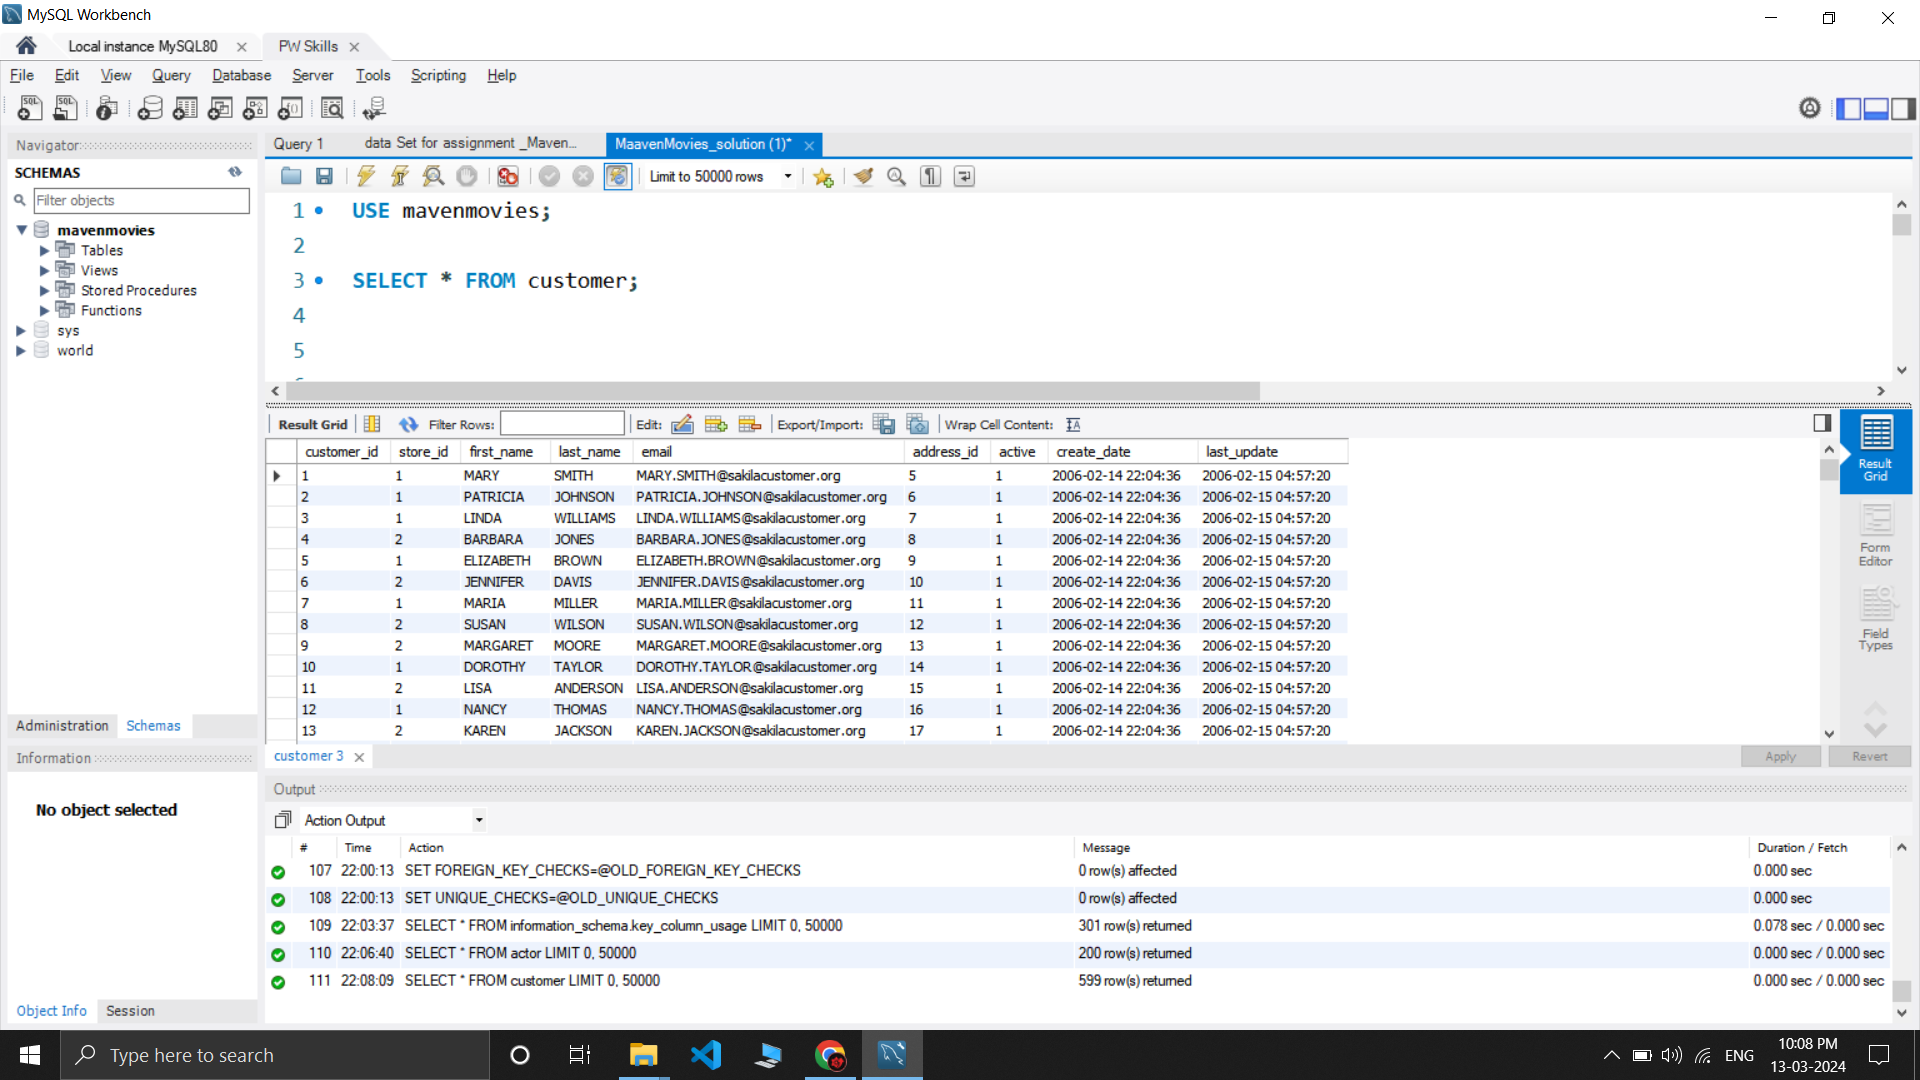 MySQL Workbench
Local instance MySQL80
PW Skills
File Edit View Query Database Server Tools Scripting Help
Navigator
SCHEMAS
Filter objects
mavenmovies
Tables
Views
Stored Procedures
Functions
sys
world
Administration Schemas
Information
No object selected
Object Info Session
Query 1 data Set for assignment _Maven... MaavenMovies_solution (1)*
Limit to 50000 rows
1 USE mavenmovies;
2
3 SELECT * FROM customer;
4
5
Result Grid Filter Rows: Edit: Export/Import: Wrap Cell Content:
customer_id store_id first_name last_name email address_id active create_date last_update
1 1 MARY SMITH MARY.SMITH@sakilacustomer.org 5 1 2006-02-14 22:04:36 2006-02-15 04:57:20
2 1 PATRICIA JOHNSON PATRICIA.JOHNSON@sakilacustomer.org 6 1 2006-02-14 22:04:36 2006-02-15 04:57:20
3 1 LINDA WILLIAMS LINDA.WILLIAMS@sakilacustomer.org 7 1 2006-02-14 22:04:36 2006-02-15 04:57:20
4 2 BARBARA JONES BARBARA.JONES@sakilacustomer.org 8 1 2006-02-14 22:04:36 2006-02-15 04:57:20
5 1 ELIZABETH BROWN ELIZABETH.BROWN@sakilacustomer.org 9 1 2006-02-14 22:04:36 2006-02-15 04:57:20
6 2 JENNIFER DAVIS JENNIFER.DAVIS@sakilacustomer.org 10 1 2006-02-14 22:04:36 2006-02-15 04:57:20
7 1 MARIA MILLER MARIA.MILLER@sakilacustomer.org 11 1 2006-02-14 22:04:36 2006-02-15 04:57:20
8 2 SUSAN WILSON SUSAN.WILSON@sakilacustomer.org 12 1 2006-02-14 22:04:36 2006-02-15 04:57:20
9 2 MARGARET MOORE MARGARET.MOORE@sakilacustomer.org 13 1 2006-02-14 22:04:36 2006-02-15 04:57:20
10 1 DOROTHY TAYLOR DOROTHY.TAYLOR@sakilacustomer.org 14 1 2006-02-14 22:04:36 2006-02-15 04:57:20
11 2 LISA ANDERSON LISA.ANDERSON@sakilacustomer.org 15 1 2006-02-14 22:04:36 2006-02-15 04:57:20
12 1 NANCY THOMAS NANCY.THOMAS@sakilacustomer.org 16 1 2006-02-14 22:04:36 2006-02-15 04:57:20
13 2 KAREN JACKSON KAREN.JACKSON@sakilacustomer.org 17 1 2006-02-14 22:04:36 2006-02-15 04:57:20
Result
Grid
Form
Editor
Field
Types
customer 3
Apply Revert
Output
Action Output
# Time Action Message Duration / Fetch
107 22:00:13 SET FOREIGN_KEY_CHECKS=@OLD_FOREIGN_KEY_CHECKS 0 row(s) affected 0.000 sec
108 22:00:13 SET UNIQUE_CHECKS=@OLD_UNIQUE_CHECKS 0 row(s) affected 0.000 sec
109 22:03:37 SELECT * FROM information_schema.key_column_usage LIMIT 0, 50000 301 row(s) returned 0.078 sec / 0.000 sec
110 22:06:40 SELECT * FROM actor LIMIT 0, 50000 200 row(s) returned 0.000 sec / 0.000 sec
111 22:08:09 SELECT * FROM customer LIMIT 0, 50000 599 row(s) returned 0.000 sec / 0.000 sec
Type here to search
ENG
10:08 PM
13-03-2024